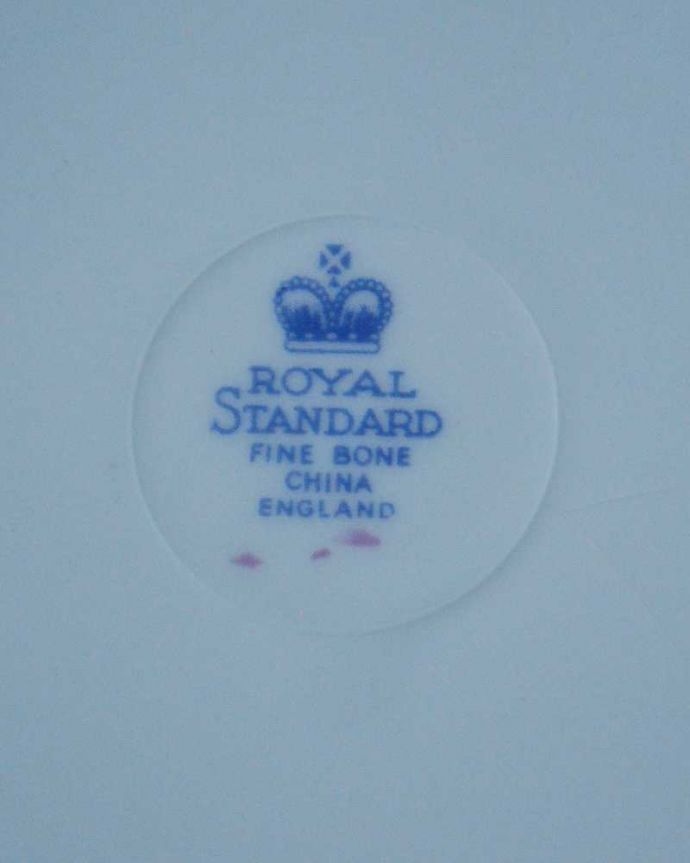 ROYAL
STANDARD
FINE BONE
CHINA
ENGLAND